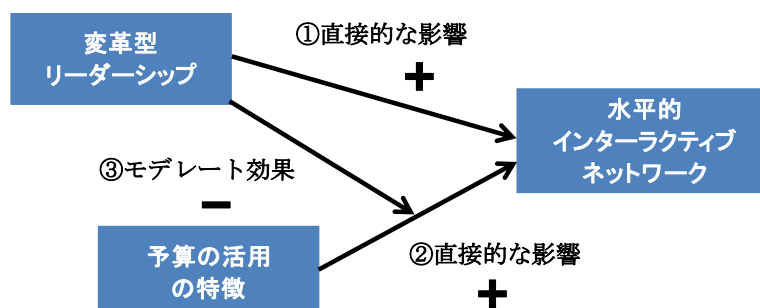 ①直接的な影響
+
変革型
リーダーシップ
水平的
インターラクティブ
ネットワーク
③モデレート効果
−
予算の活用
の特徴
②直接的な影響
+